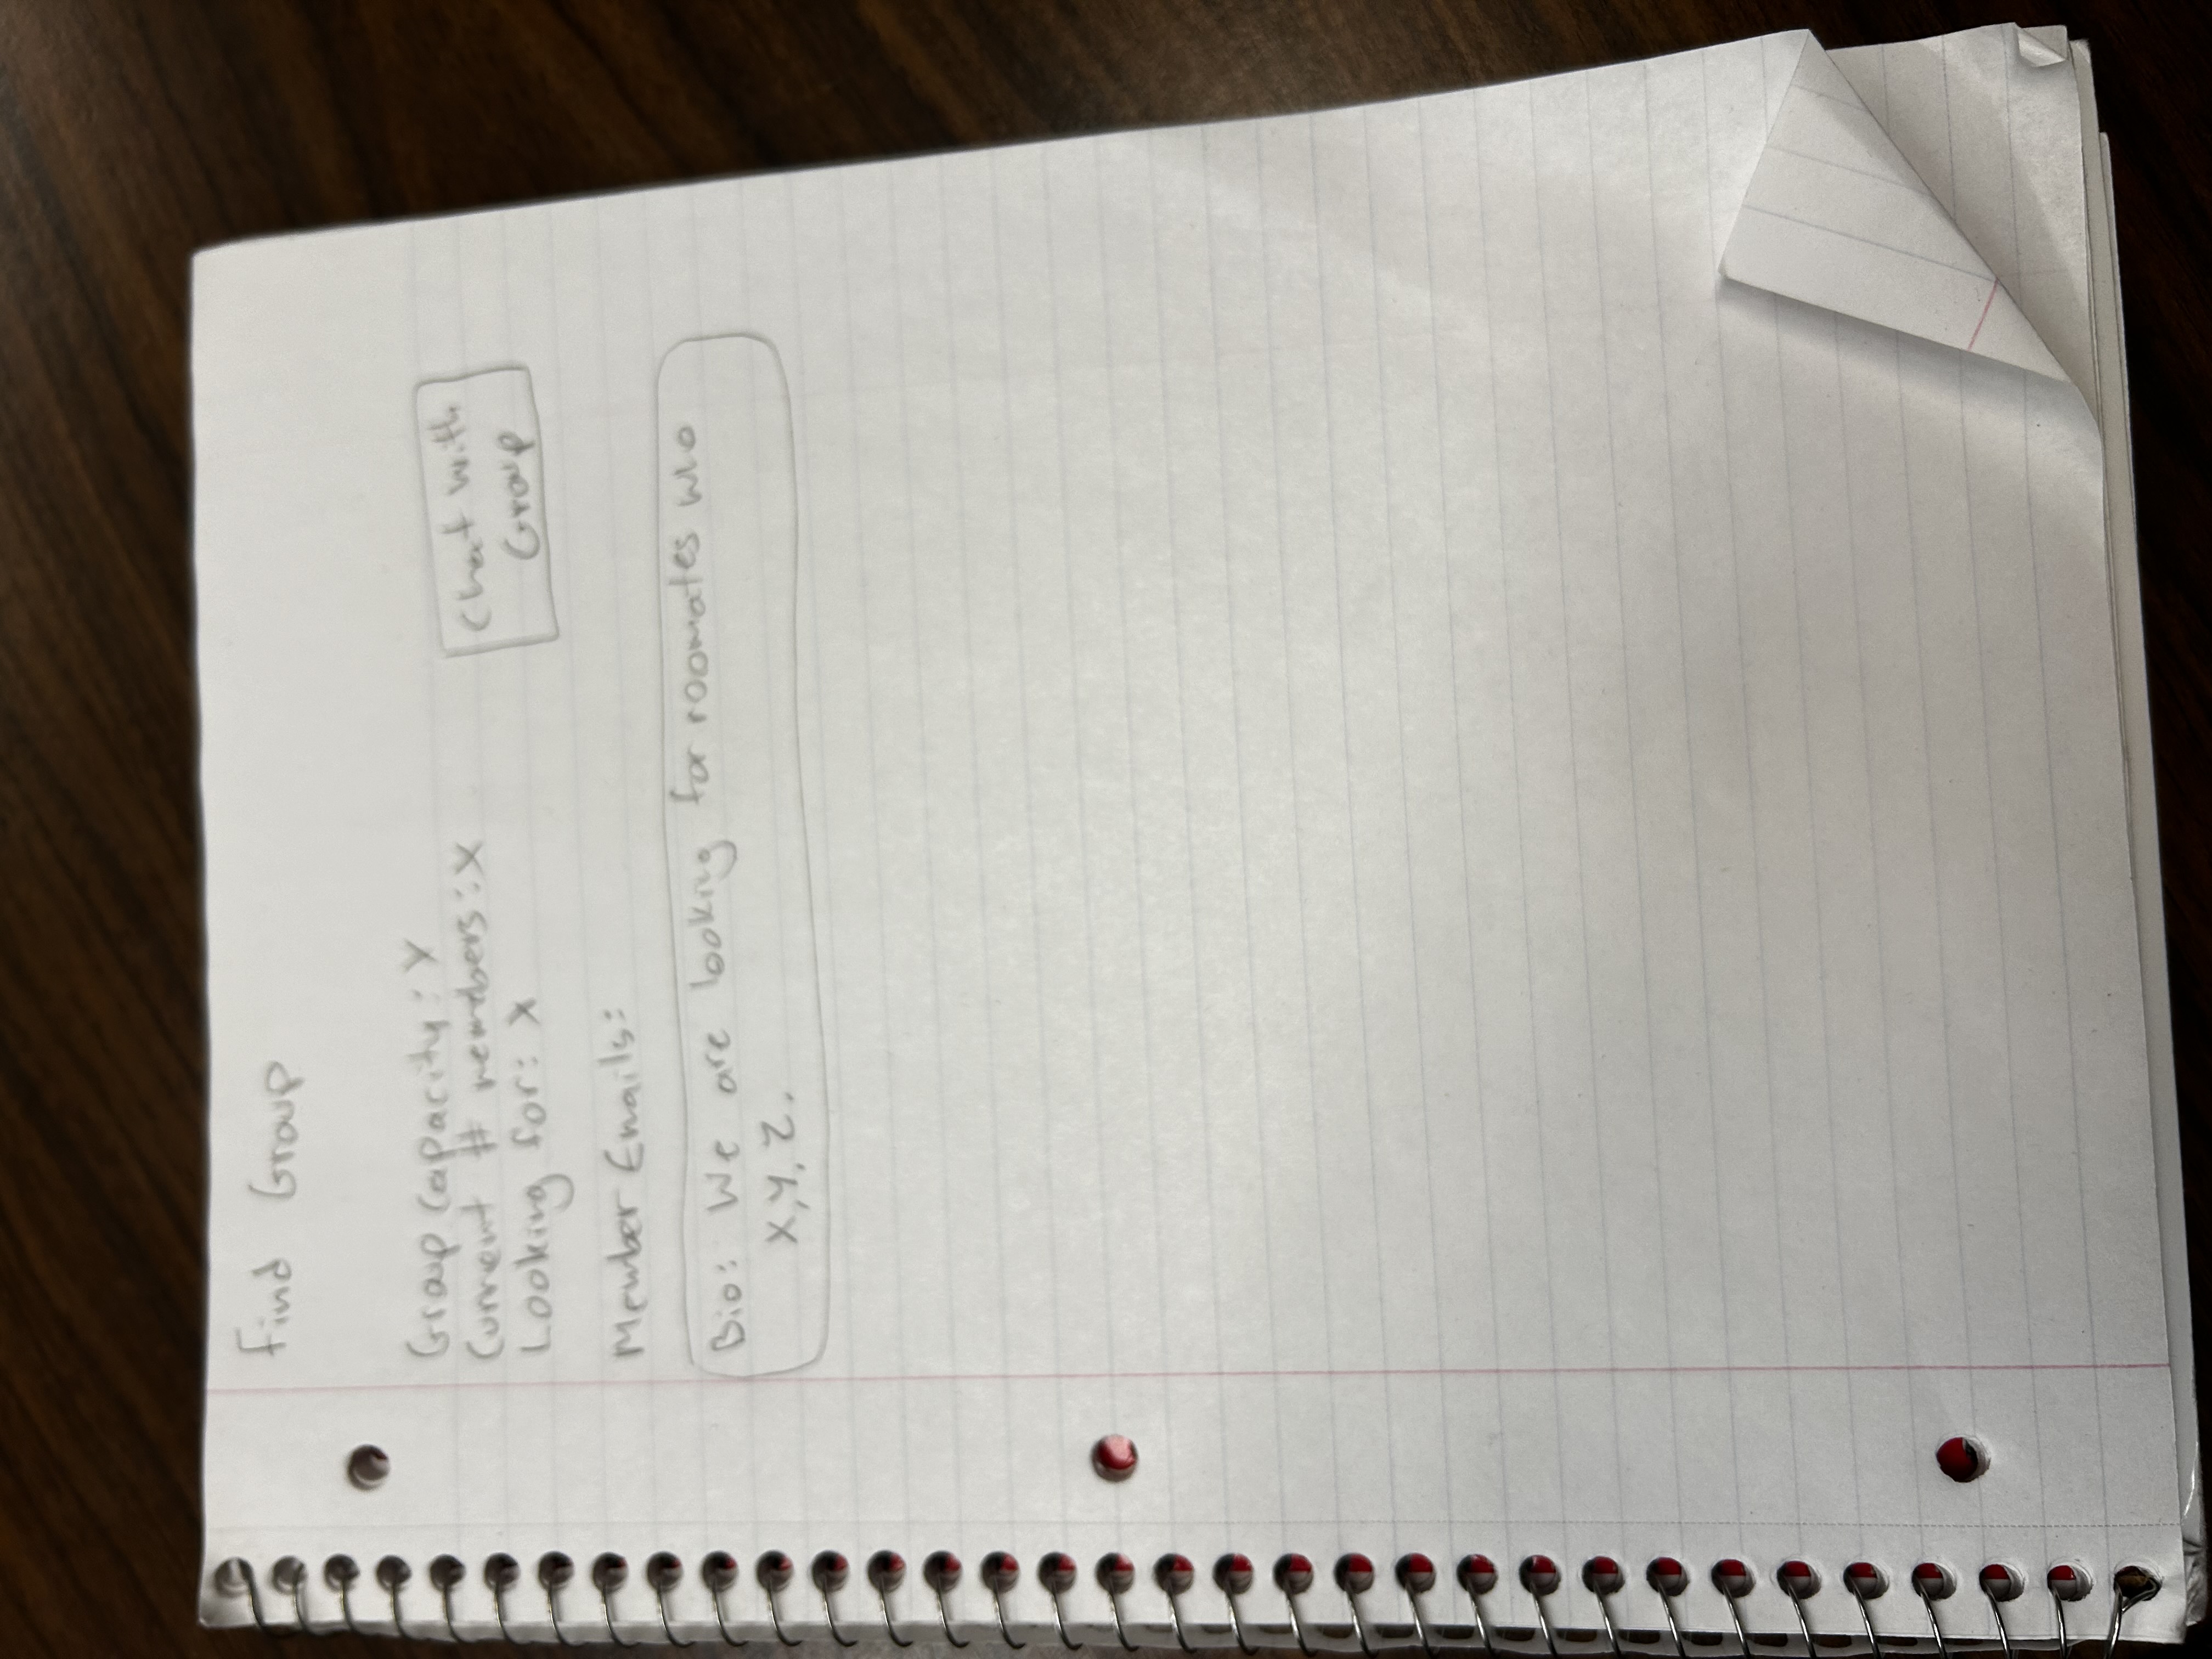 Find Group
Group Capacity: Y
Current # members: X
Looking for: X
Chat with
Group
Member Emails:
Bio: We are looking for roomates who
X, Y, Z.